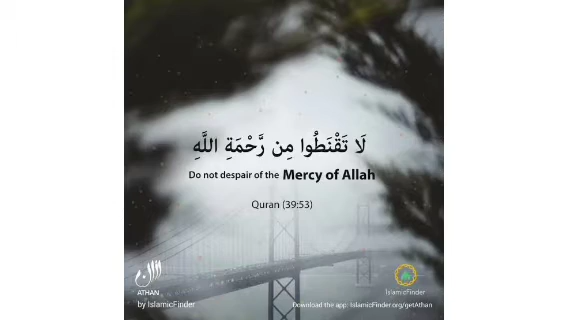 لَا تَقْنَطُوا مِن رَّحْمَةِ اللَّهِ
Do not despair of the Mercy of Allah
Quran (39:53)
ATHAN
by IslamicFinder
IslamicFinder
Download the app: IslamicFinder.org/getAthan